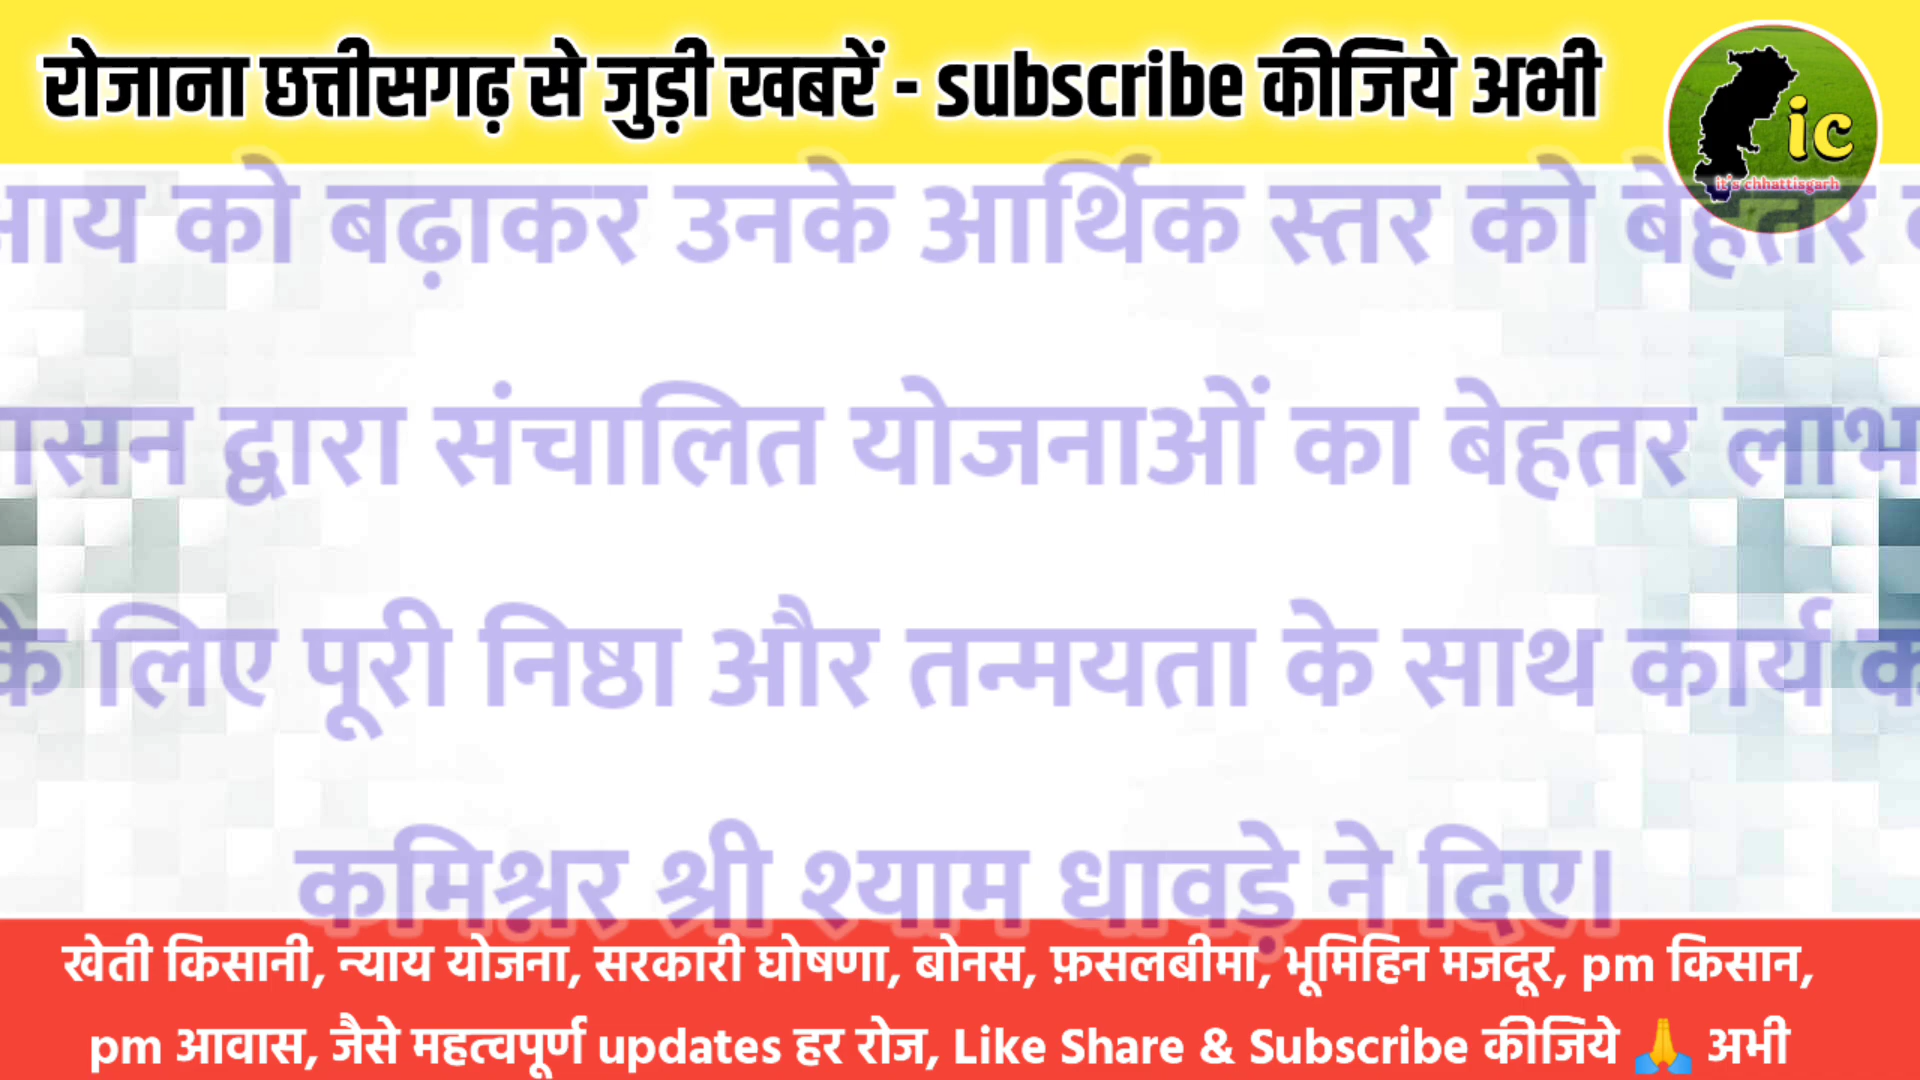 रोजाना छत्तीसगढ़ से जुड़ी खबरें - subscribe कीजिये अभी
ic
it's chhattisgarh
को बढ़ाकर उनके आर्थिक स्तर को बेहतर
द्वारा संचालित योजनाओं का बेहतर लाभ
के लिए पूरी निष्ठा और तन्मयता के साथ कार्य
कमिश्नर श्री श्याम धावड़े ने दिए।
खेती किसानी, न्याय योजना, सरकारी घोषणा, बोनस, फ़सलबीमा, भूमिहिन मजदूर, pm किसान,
pm आवास, जैसे महत्वपूर्ण updates हर रोज, Like Share & Subscribe कीजिये 🙏 अभी